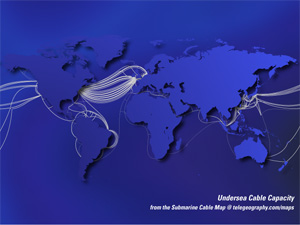 Undersea Cable Capacity
from the Submarine Cable Map @ telegeography.com/maps